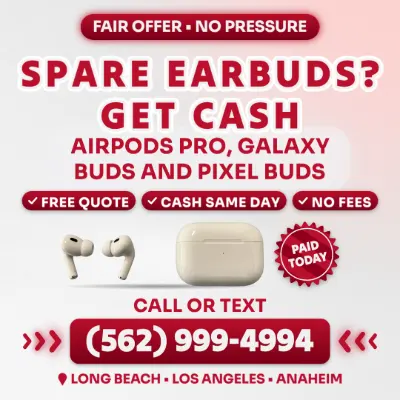 FAIR OFFER • NO PRESSURE
SPARE EARBUDS?
GET CASH
AIRPODS PRO, GALAXY
BUDS AND PIXEL BUDS
✓ FREE QUOTE ✓ CASH SAME DAY ✓ NO FEES
PAID
TODAY
CALL OR TEXT
(562) 999-4994
LONG BEACH • LOS ANGELES • ANAHEIM